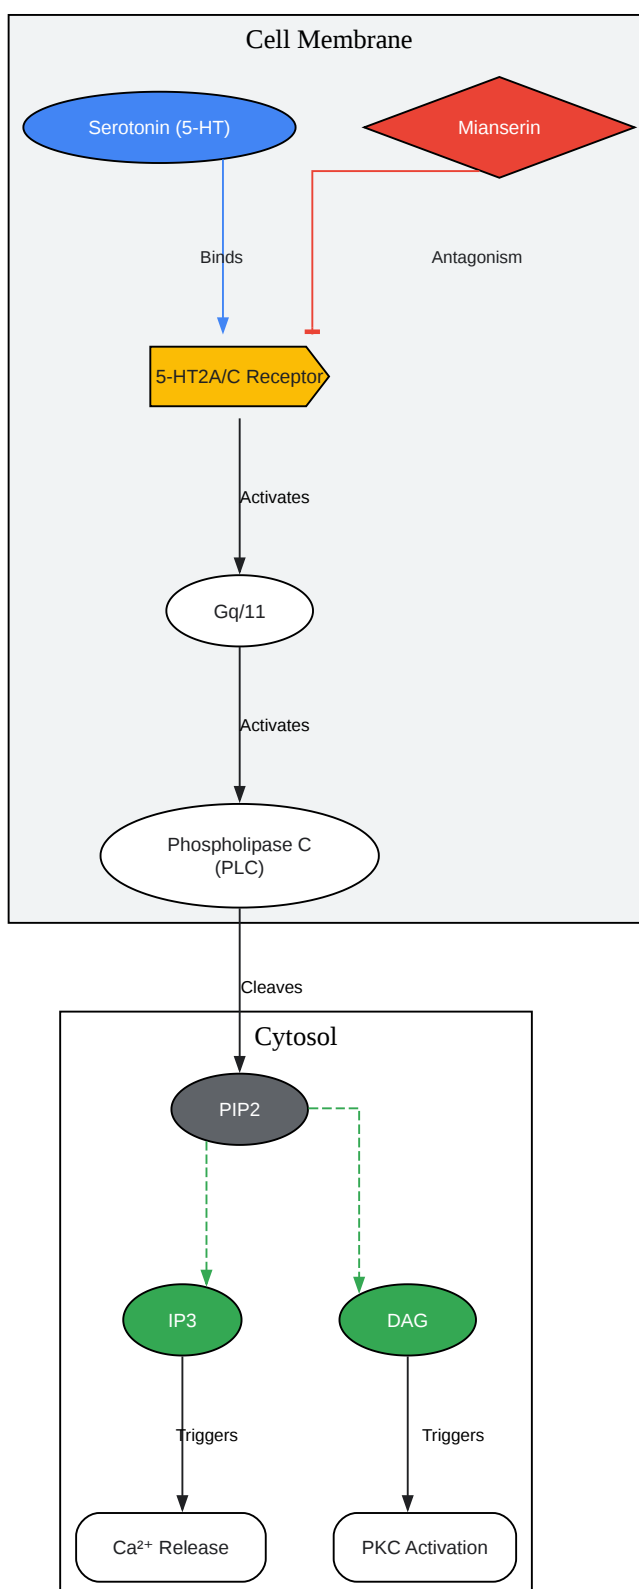 Cell Membrane
Serotonin (5-HT)
Mianserin
Binds
Antagonism
5-HT2A/C Receptor
Activates
Gq/11
Activates
Phospholipase C
(PLC)
Cleaves
Cytosol
PIP2
IP3
DAG
Triggers
Triggers
Ca²⁺ Release
PKC Activation